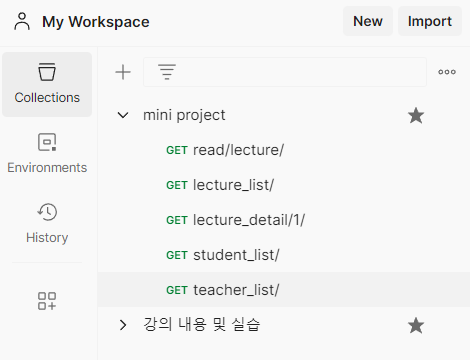 My Workspace New Import
Collections
mini project
GET read/lecture/
Environments
GET lecture_list/
GET lecture_detail/1/
History
GET student_list/
GET teacher_list/
강의 내용 및 실습